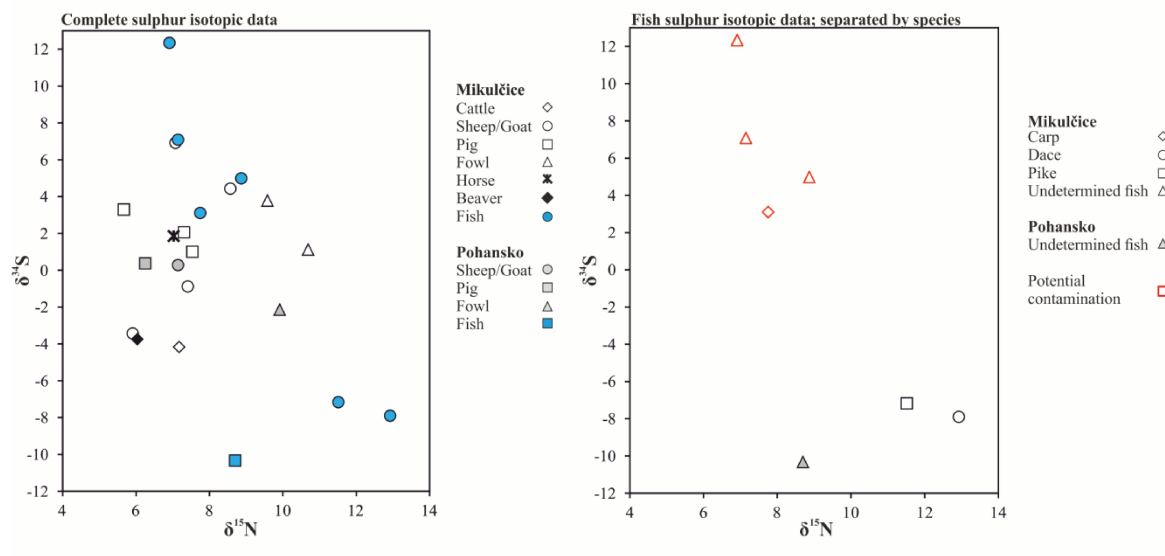 Complete sulphur isotopic data
12
10
8
6
4
2
0
-2
-4
-6
-8
-10
-12
δ³⁴S
4
6
8
10
12
14
δ¹⁵N
Mikulčice
Cattle
Sheep/Goat
Pig
Fowl
Horse
Beaver
Fish
Pohansko
Sheep/Goat
Pig
Fowl
Fish
Fish sulphur isotopic data; separated by species
12
10
8
6
4
2
0
-2
-4
-6
-8
-10
-12
δ³⁴S
4
6
8
10
12
14
δ¹⁵N
Mikulčice
Carp
Dace
Pike
Undetermined fish
Pohansko
Undetermined fish
Potential
contamination